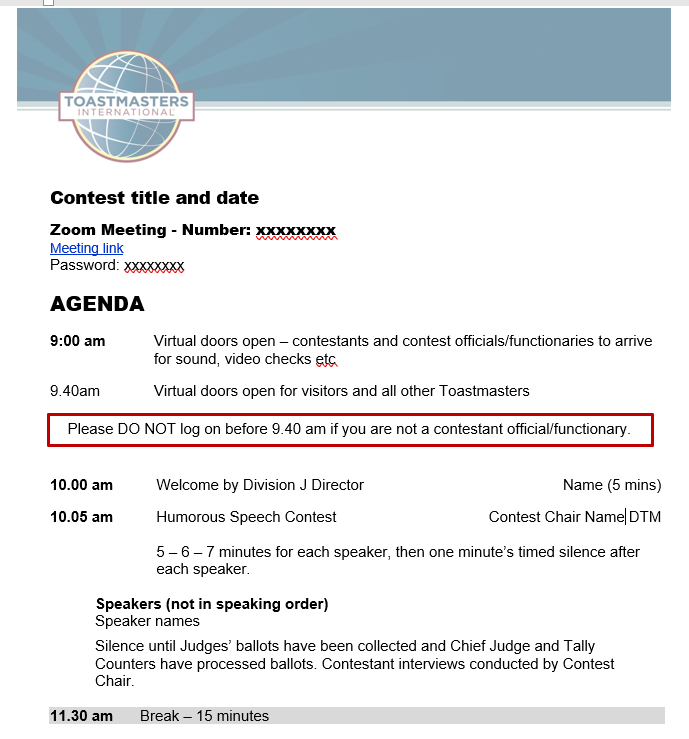 TOASTMASTERS
INTERNATIONAL
Contest title and date
Zoom Meeting - Number: xxxxxxxx
Meeting link
Password: xxxxxxxx
AGENDA
9:00 am Virtual doors open – contestants and contest officials/functionaries to arrive
for sound, video checks etc
9.40am Virtual doors open for visitors and all other Toastmasters
Please DO NOT log on before 9.40 am if you are not a contestant official/functionary.
10.00 am Welcome by Division J Director Name (5 mins)
10.05 am Humorous Speech Contest Contest Chair Name DTM
5 – 6 – 7 minutes for each speaker, then one minute's timed silence after
each speaker.
Speakers (not in speaking order)
Speaker names
Silence until Judges' ballots have been collected and Chief Judge and Tally
Counters have processed ballots. Contestant interviews conducted by Contest
Chair.
11.30 am Break – 15 minutes